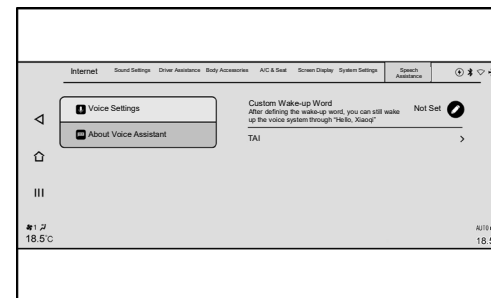 Internet
Sound Settings
Driver Assistance
Body Accessories
A/C & Seat
Screen Display
System Settings
Speech
Assistance
Voice Settings
About Voice Assistant
Custom Wake-up Word
After defining the wake-up word, you can still wake
up the voice system through "Hello, Xiaoqi"
Not Set
TAI
1
18.5°C
AUTO
18.5